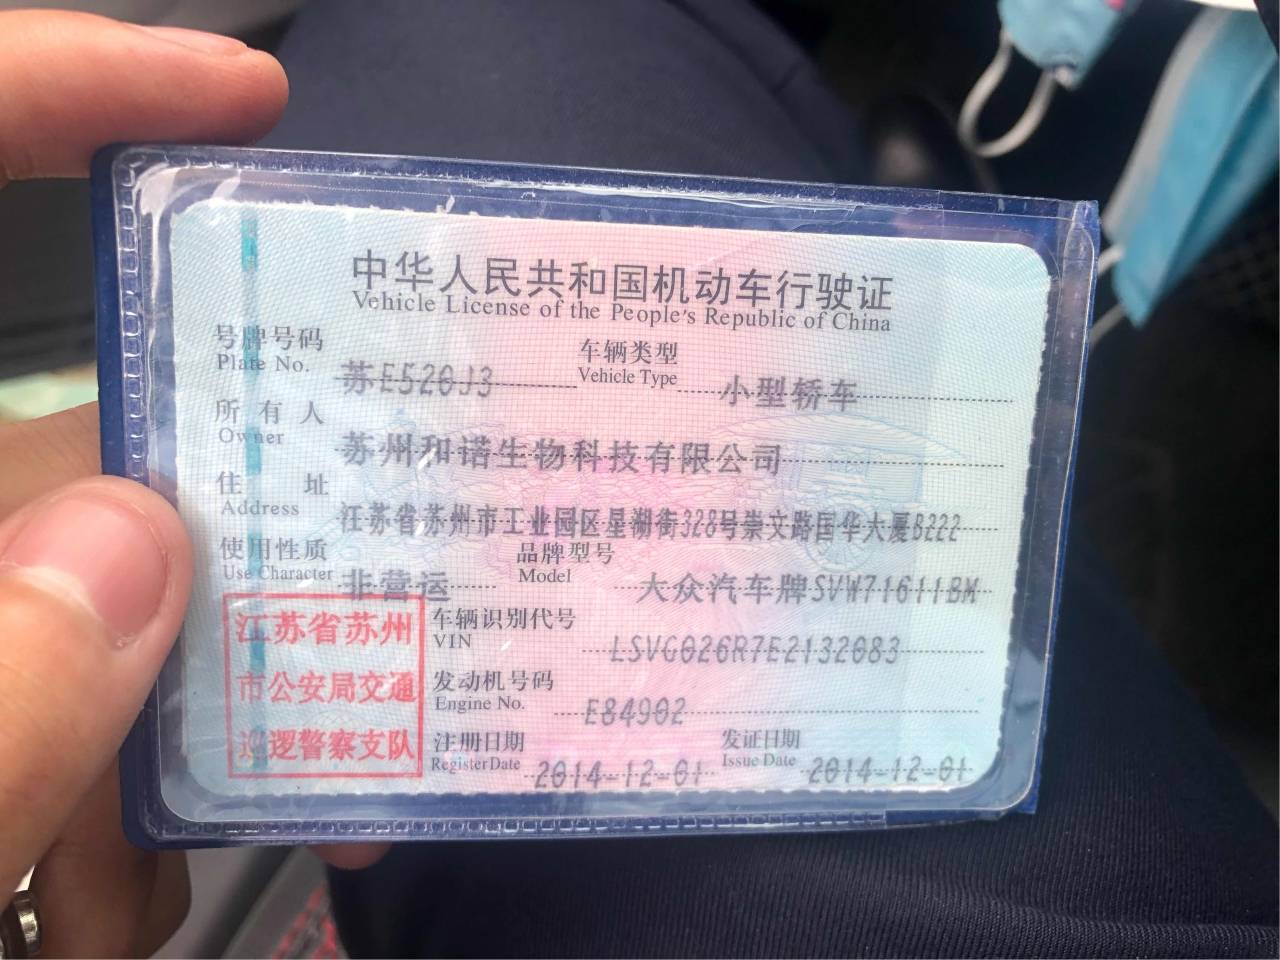 中华人民共和国机动车行驶证
Vehicle License of the People's Republic of China
号牌号码 苏E520J3 车辆类型 小型轿车
Plate No. Vehicle Type
所有人 苏州和诺生物科技有限公司
Owner
住址 江苏省苏州市工业园区星湖街328号崇文路国华大厦B222
Address
使用性质 非营运 品牌型号 大众汽车牌SVW71611BM
Use Character Model
江苏省苏州 车辆识别代号 LSVG026R7E2132083
VIN
市公安局交通 发动机号码 E84902
Engine No.
巡逻警察支队 注册日期 2014-12-01 发证日期 2014-12-01
Register Date Issue Date